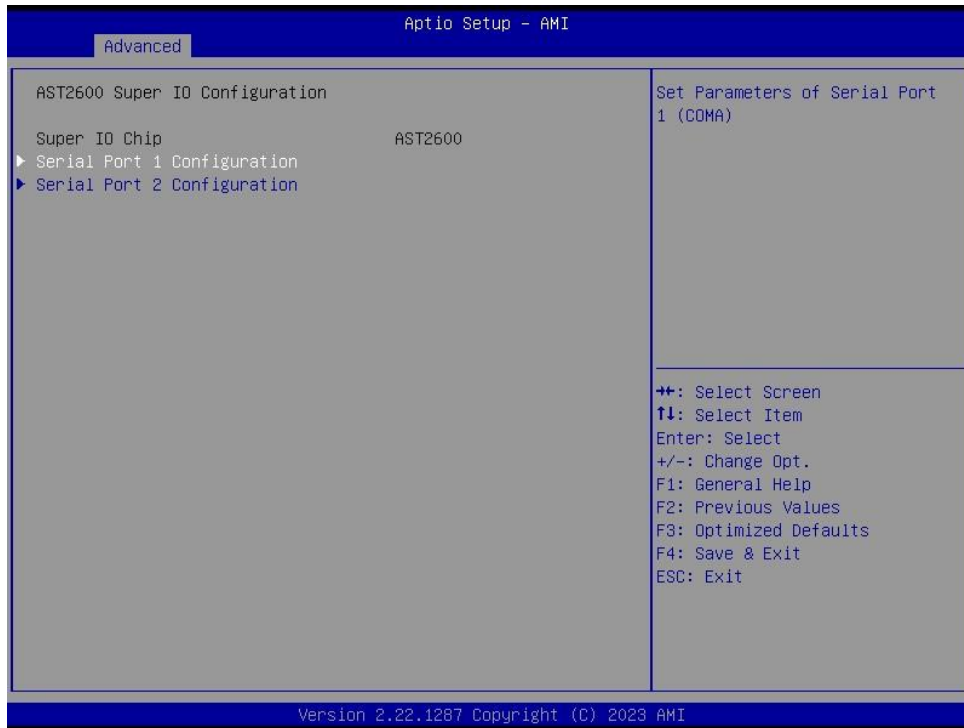 Aptio Setup - AMI
Advanced
AST2600 Super IO Configuration
Super IO Chip AST2600
Serial Port 1 Configuration
Serial Port 2 Configuration
Set Parameters of Serial Port
1 (COMA)
→←: Select Screen
↑↓: Select Item
Enter: Select
+/-: Change Opt.
F1: General Help
F2: Previous Values
F3: Optimized Defaults
F4: Save & Exit
ESC: Exit
Version 2.22.1287 Copyright (C) 2023 AMI